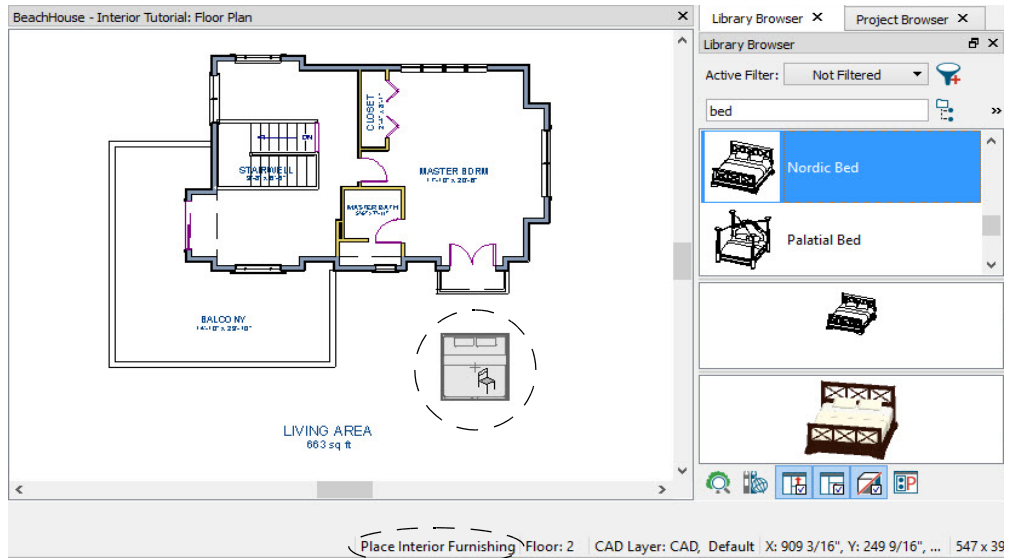 BeachHouse - Interior Tutorial: Floor Plan
Library Browser
Project Browser
Library Browser
Active Filter: Not Filtered
bed
Nordic Bed
Palatial Bed
CLOSET
DN
STAIRWELL
MASTER BDRM
MASTER BATH
BALCONY
LIVING AREA
663 sq ft
Place Interior Furnishing
Floor: 2
CAD Layer: CAD, Default
X: 909 3/16", Y: 249 9/16", ...
547 x 39